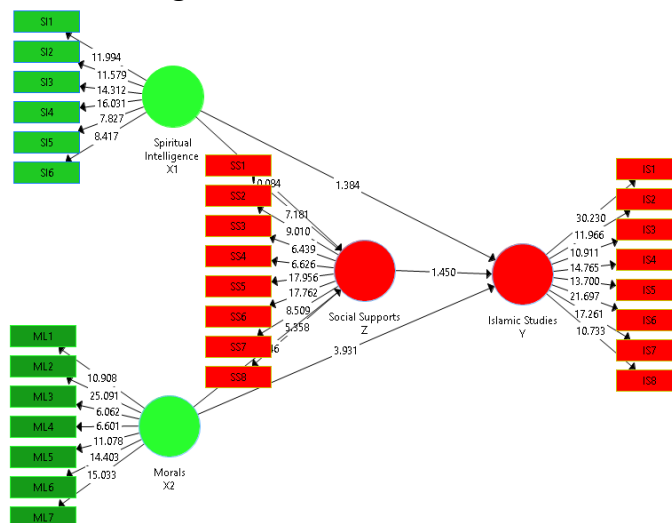 SI1
SI2
SI3
SI4
SI5
SI6
11.994
11.579
14.312
16.031
7.827
8.417
Spiritual
Intelligence
X1
SS1
SS2
SS3
SS4
SS5
SS6
SS7
SS8
7.181
9.010
6.439
6.626
17.956
17.762
8.509
5.358
1.384
1.450
3.931
Social Supports
Z
Islamic Studies
Y
IS1
IS2
IS3
IS4
IS5
IS6
IS7
IS8
30.230
11.966
10.911
14.765
13.700
21.697
17.261
10.733
ML1
ML2
ML3
ML4
ML5
ML6
ML7
10.908
25.091
6.062
6.601
11.078
14.403
15.033
Morals
X2